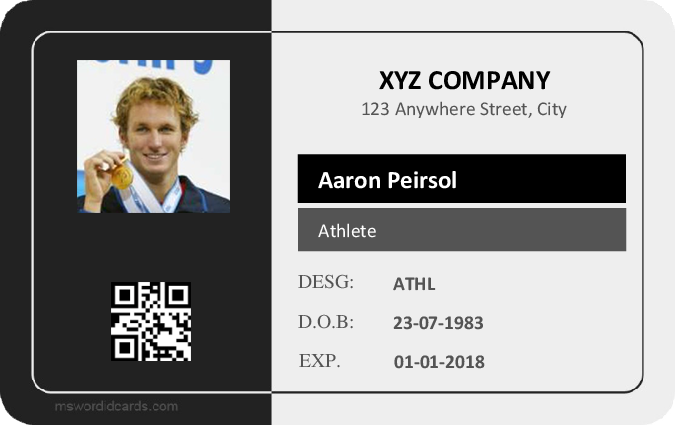 XYZ COMPANY
123 Anywhere Street, City
Aaron Peirsol
Athlete
DESG: ATHL
D.O.B: 23-07-1983
EXP. 01-01-2018
mswordidcards.com